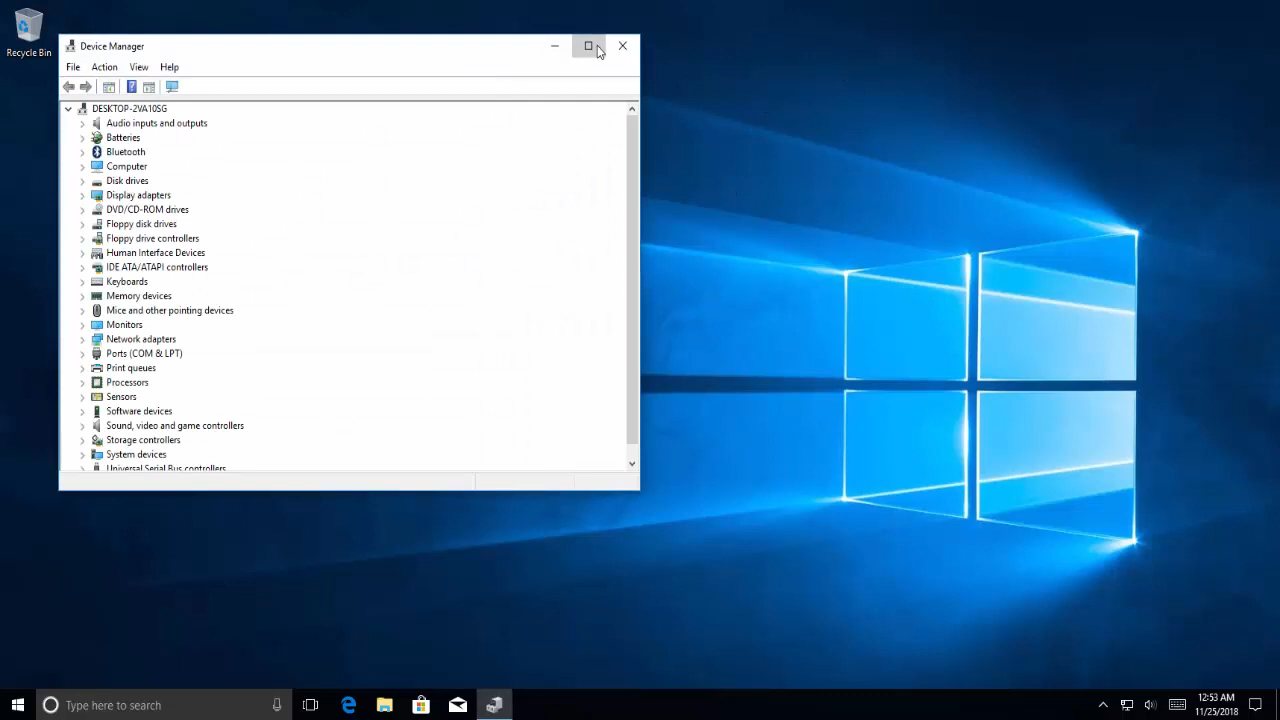 Recycle Bin
Device Manager
File Action View Help
DESKTOP-2VA10SG
Audio inputs and outputs
Batteries
Bluetooth
Computer
Disk drives
Display adapters
DVD/CD-ROM drives
Floppy disk drives
Floppy drive controllers
Human Interface Devices
IDE ATA/ATAPI controllers
Keyboards
Memory devices
Mice and other pointing devices
Monitors
Network adapters
Ports (COM & LPT)
Print queues
Processors
Sensors
Software devices
Sound, video and game controllers
Storage controllers
System devices
Universal Serial Bus controllers
Type here to search
12:53 AM
11/25/2018